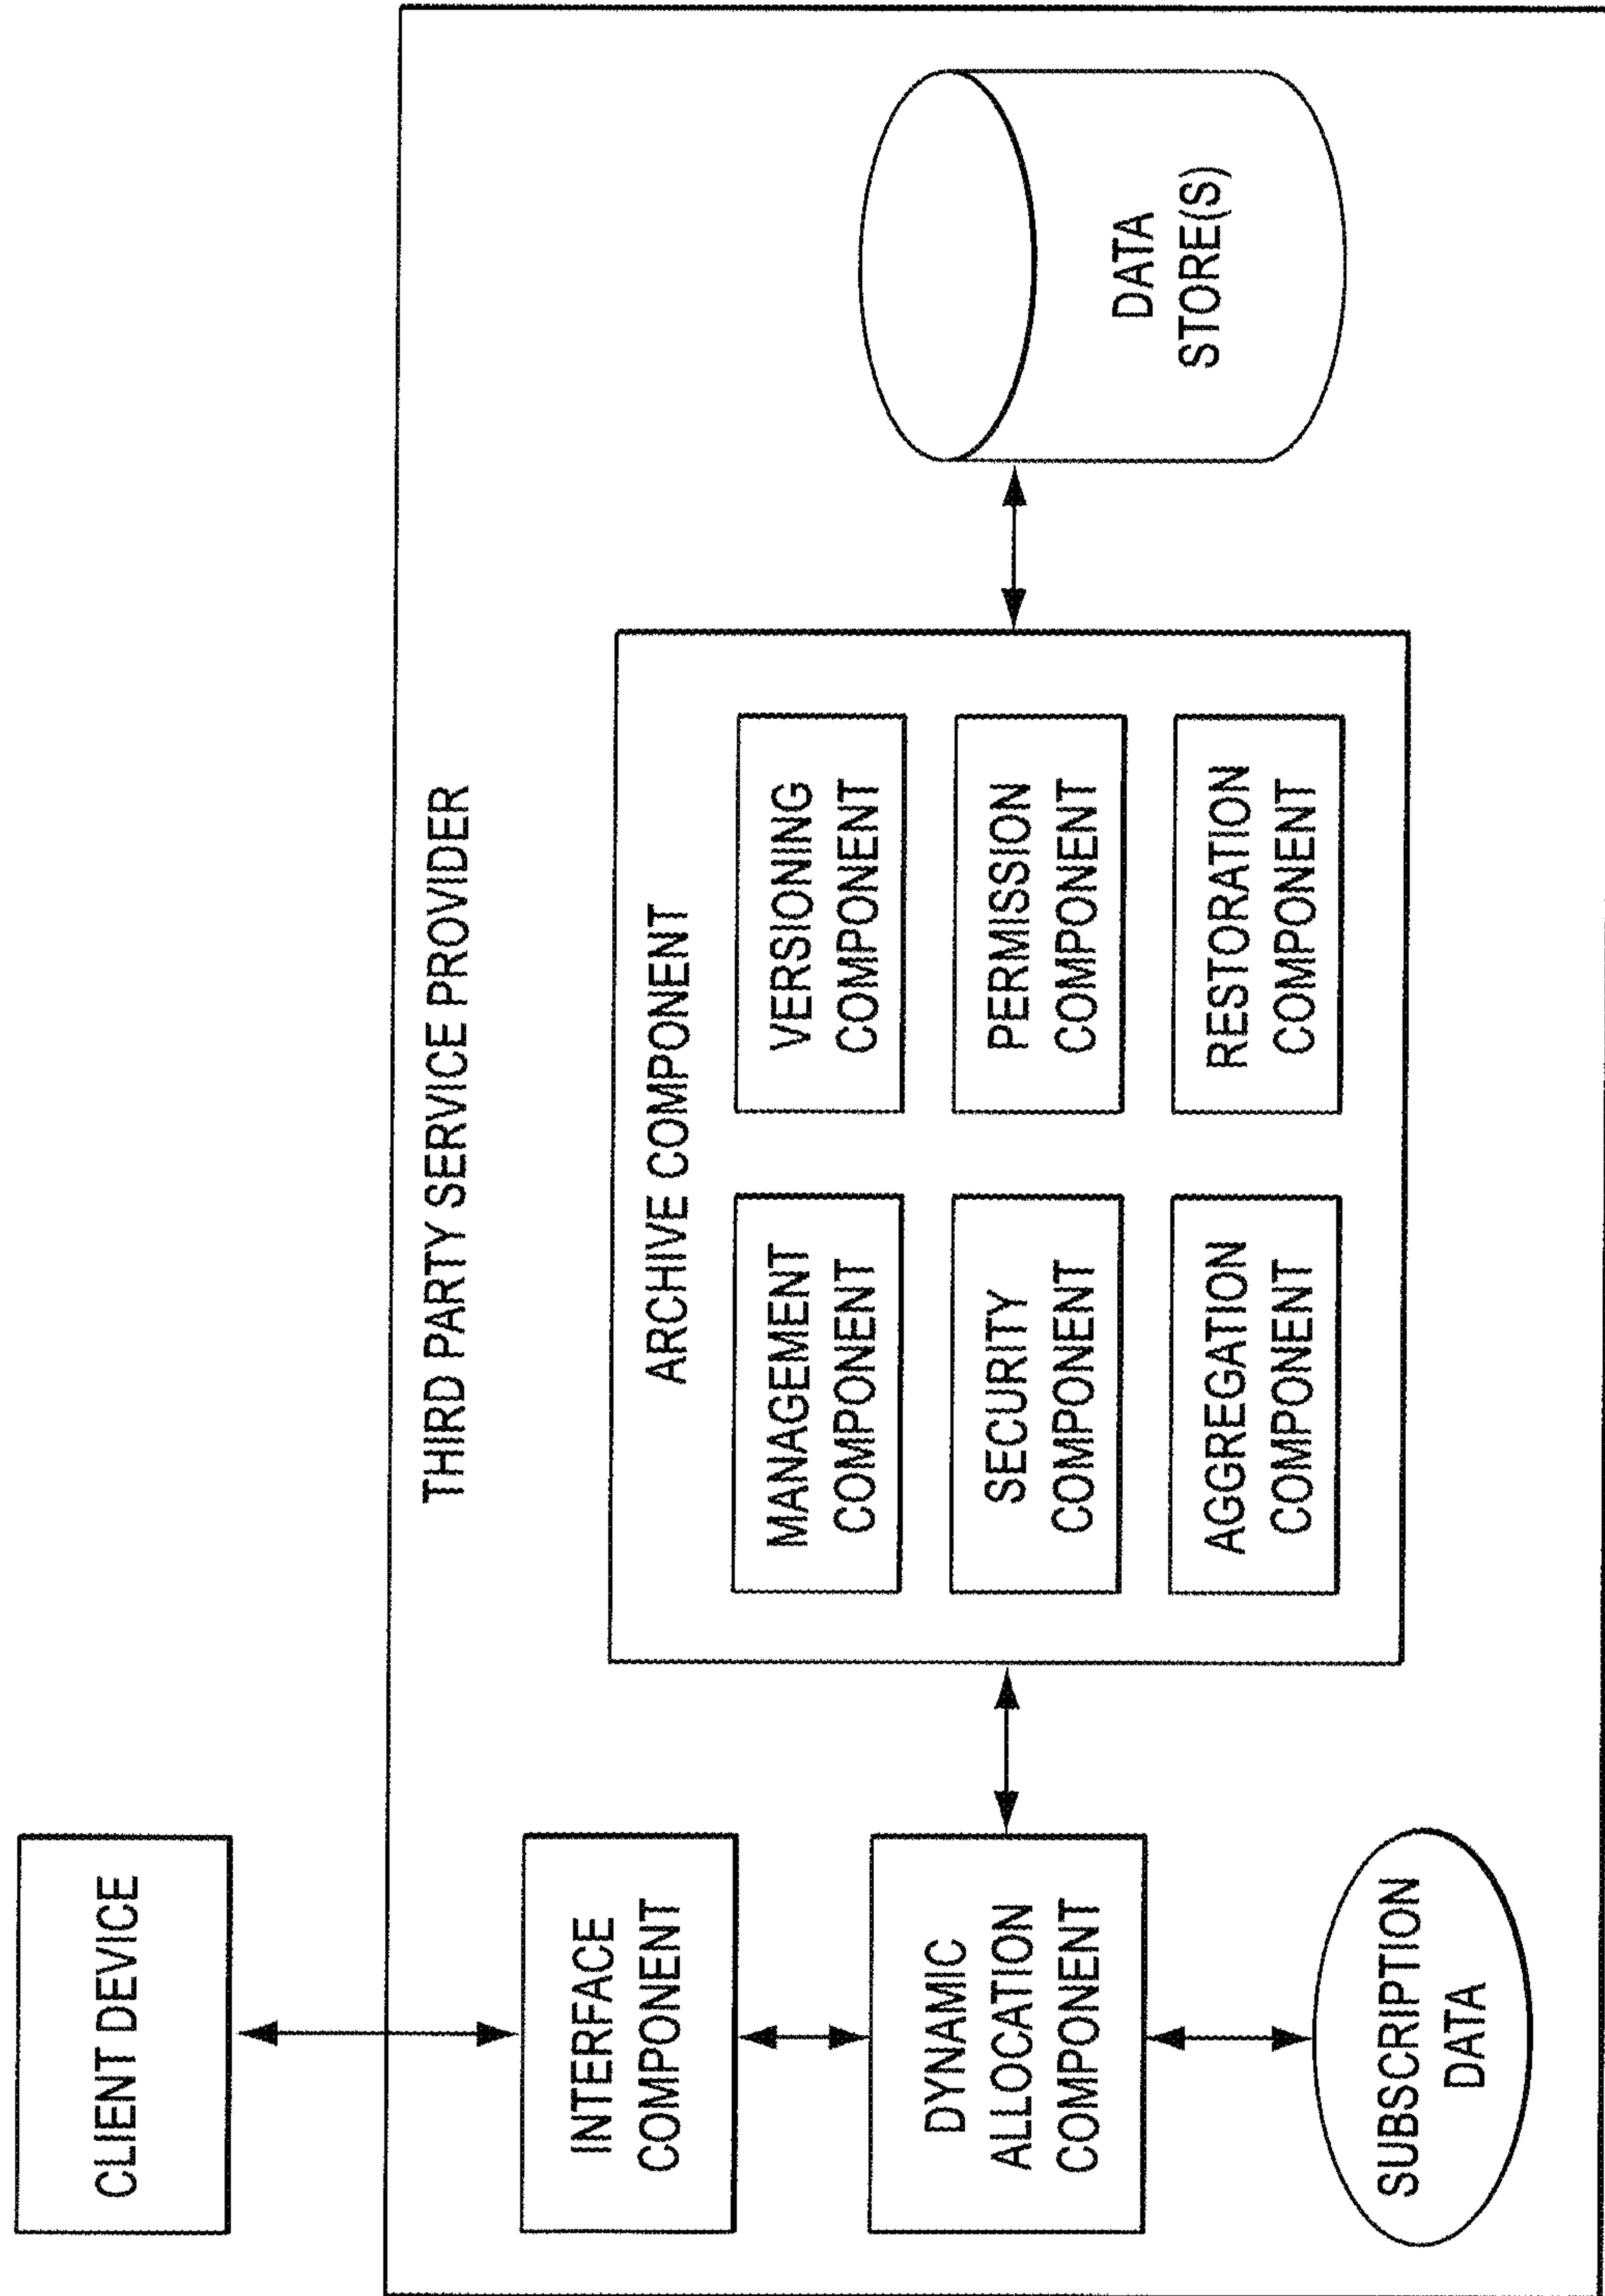 CLIENT DEVICE
THIRD PARTY SERVICE PROVIDER
INTERFACE
COMPONENT
DYNAMIC
ALLOCATION
COMPONENT
SUBSCRIPTION
DATA
ARCHIVE COMPONENT
MANAGEMENT
COMPONENT
VERSIONING
COMPONENT
SECURITY
COMPONENT
PERMISSION
COMPONENT
AGGREGATION
COMPONENT
RESTORATION
COMPONENT
DATA
STORE(S)